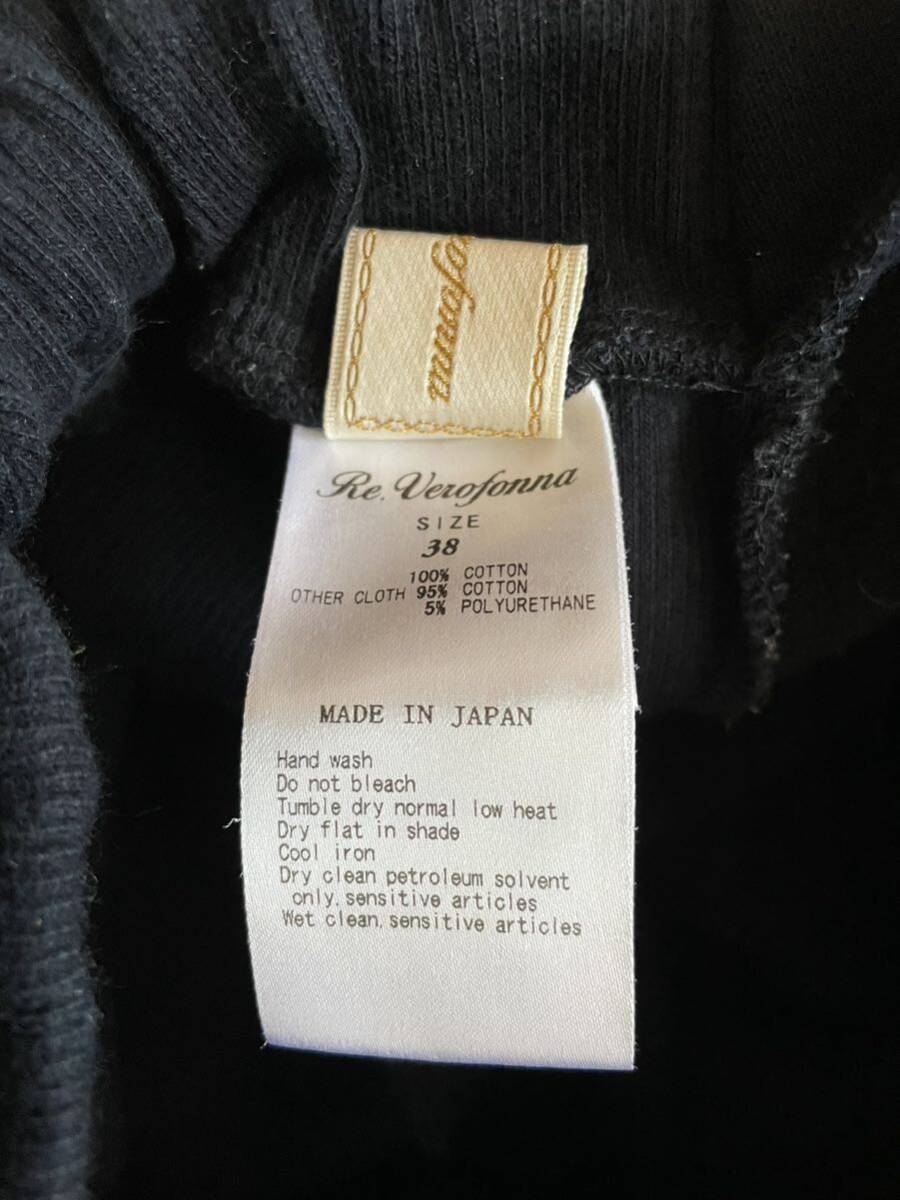 Re. Verofonna
SIZE
38
100% COTTON
OTHER CLOTH 95% COTTON
5% POLYURETHANE
MADE IN JAPAN
Hand wash
Do not bleach
Tumble dry normal low heat
Dry flat in shade
Cool iron
Dry clean petroleum solvent
only, sensitive articles
Wet clean, sensitive articles